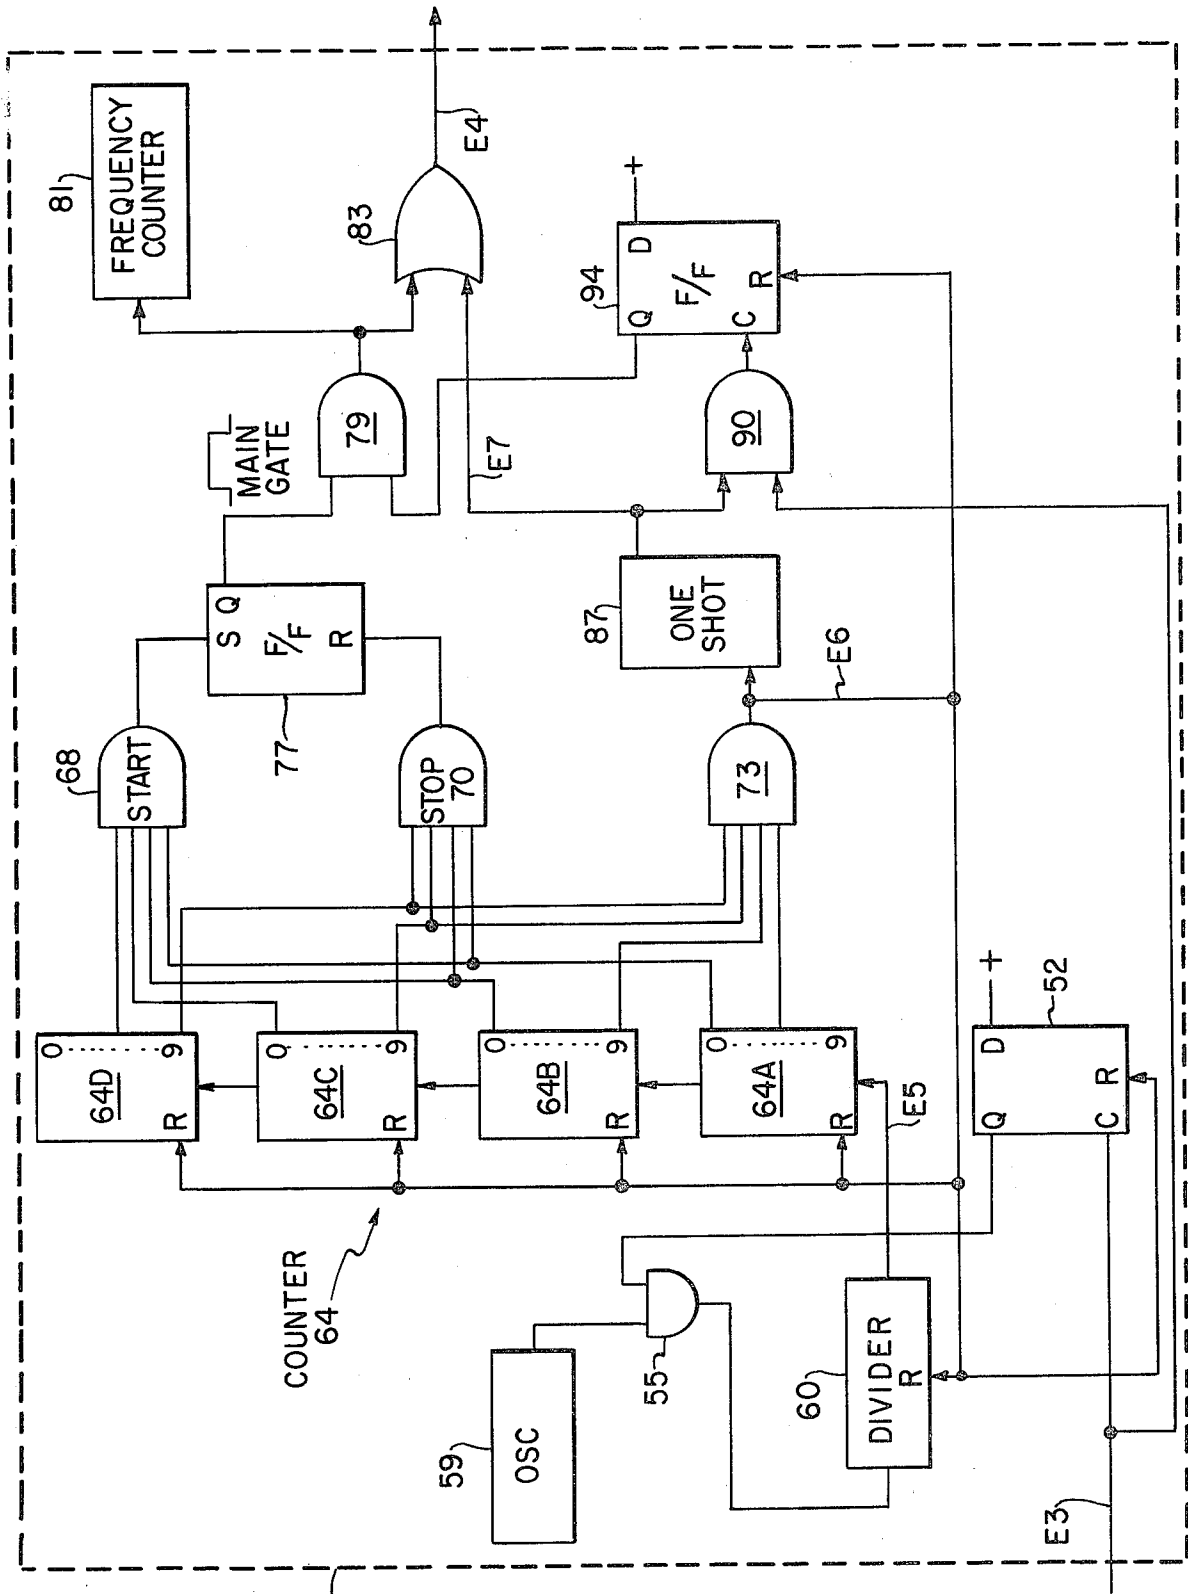 81
FREQUENCY
COUNTER
E4
83
94
Q
D
F/F
C
R
MAIN
GATE
79
E7
90
S
Q
F/F
R
77
87
ONE
SHOT
E6
68
START
STOP
70
73
0
9
64D
R
0
9
64C
R
0
9
64B
R
0
9
64A
R
E5
+
+
52
Q
D
C
R
COUNTER
64
55
59
OSC
60
DIVIDER
R
E3